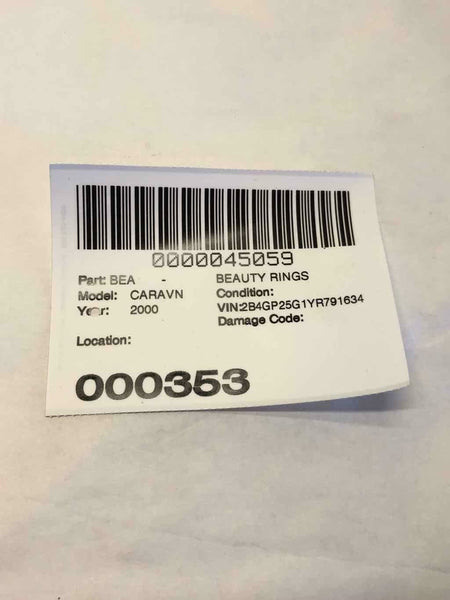 0000045059
Part: BEA - BEAUTY RINGS
Model: CARAVN Condition:
Year: 2000 VIN:2B4GP25G1YR791634
Damage Code:
Location:
000353